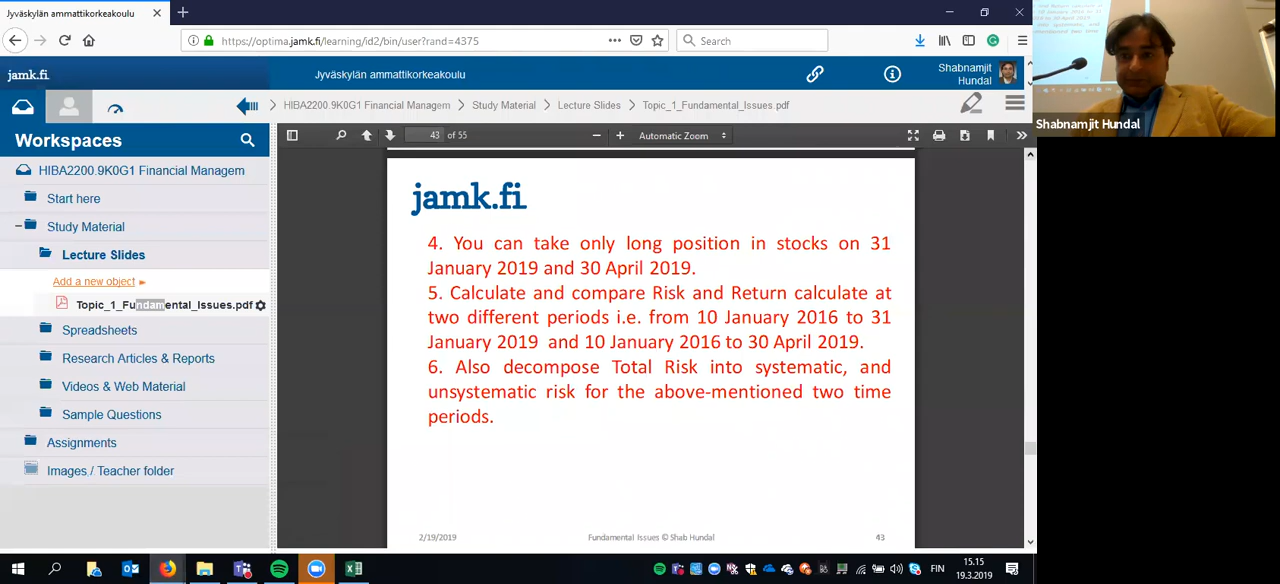 Jyväskylän ammattikorkeakoulu
https://optima.jamk.fi/learning/id2/bin/user?rand=4375
Search
jamk.fi
Jyväskylän ammattikorkeakoulu
Shabnamjit
Hundal
HIBA2200.9K0G1 Financial Managem
Study Material
Lecture Slides
Topic_1_Fundamental_Issues.pdf
Workspaces
43 of 55
Automatic Zoom
HIBA2200.9K0G1 Financial Managem
Start here
Study Material
Lecture Slides
Add a new object
Topic_1_Fundamental_Issues.pdf
Spreadsheets
Research Articles & Reports
Videos & Web Material
Sample Questions
Assignments
Images / Teacher folder
jamk.fi
4. You can take only long position in stocks on 31
January 2019 and 30 April 2019.
5. Calculate and compare Risk and Return calculate at
two different periods i.e. from 10 January 2016 to 31
January 2019 and 10 January 2016 to 30 April 2019.
6. Also decompose Total Risk into systematic, and
unsystematic risk for the above-mentioned two time
periods.
2/19/2019
Fundamental Issues © Shab Hundal
43
Shabnamjit Hundal
FIN
15.15
19.3.2019